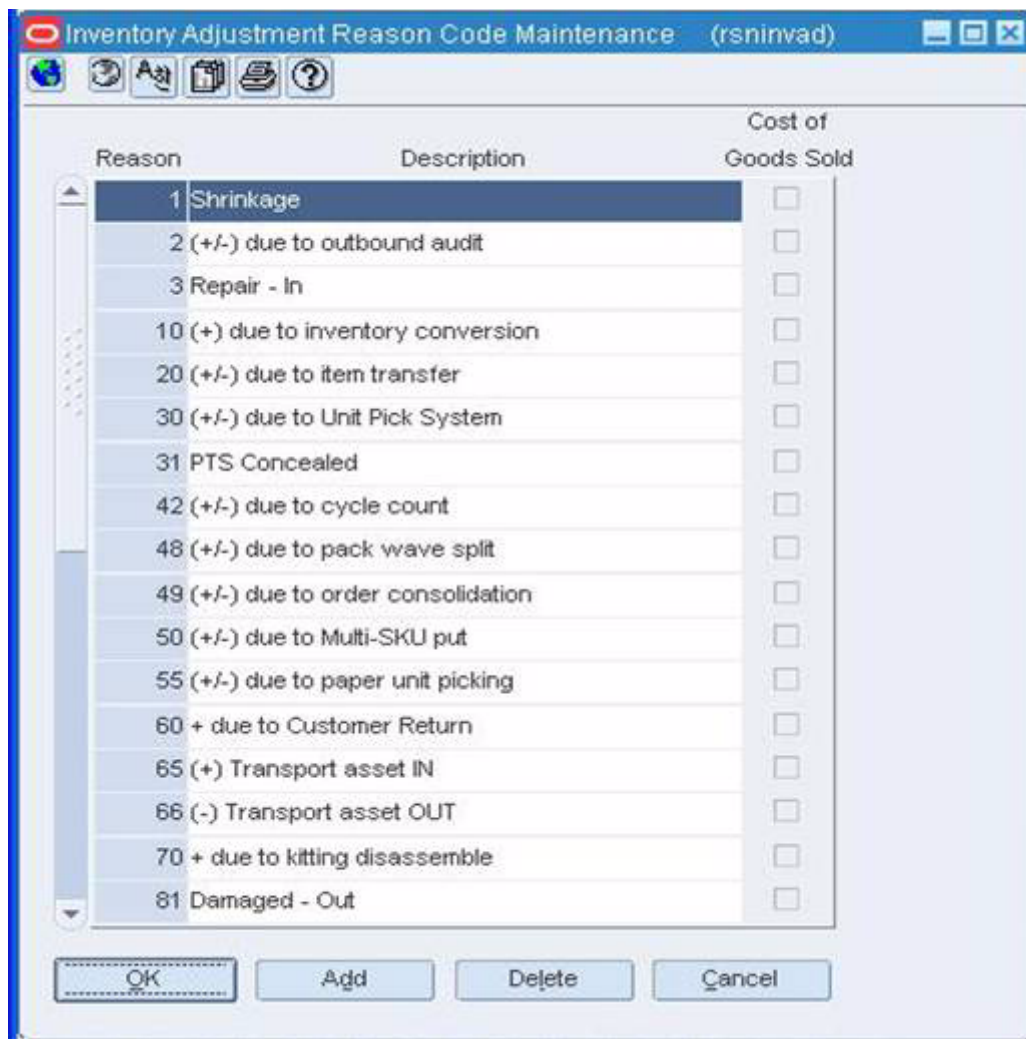 Inventory Adjustment Reason Code Maintenance (rsninvad)
Cost of
Reason Description Goods Sold
1 Shrinkage
2 (+/-) due to outbound audit
3 Repair - In
10 (+) due to inventory conversion
20 (+/-) due to item transfer
30 (+/-) due to Unit Pick System
31 PTS Concealed
42 (+/-) due to cycle count
48 (+/-) due to pack wave split
49 (+/-) due to order consolidation
50 (+/-) due to Multi-SKU put
55 (+/-) due to paper unit picking
60 + due to Customer Return
65 (+) Transport asset IN
66 (-) Transport asset OUT
70 + due to kitting disassemble
81 Damaged - Out
OK Add Delete Cancel